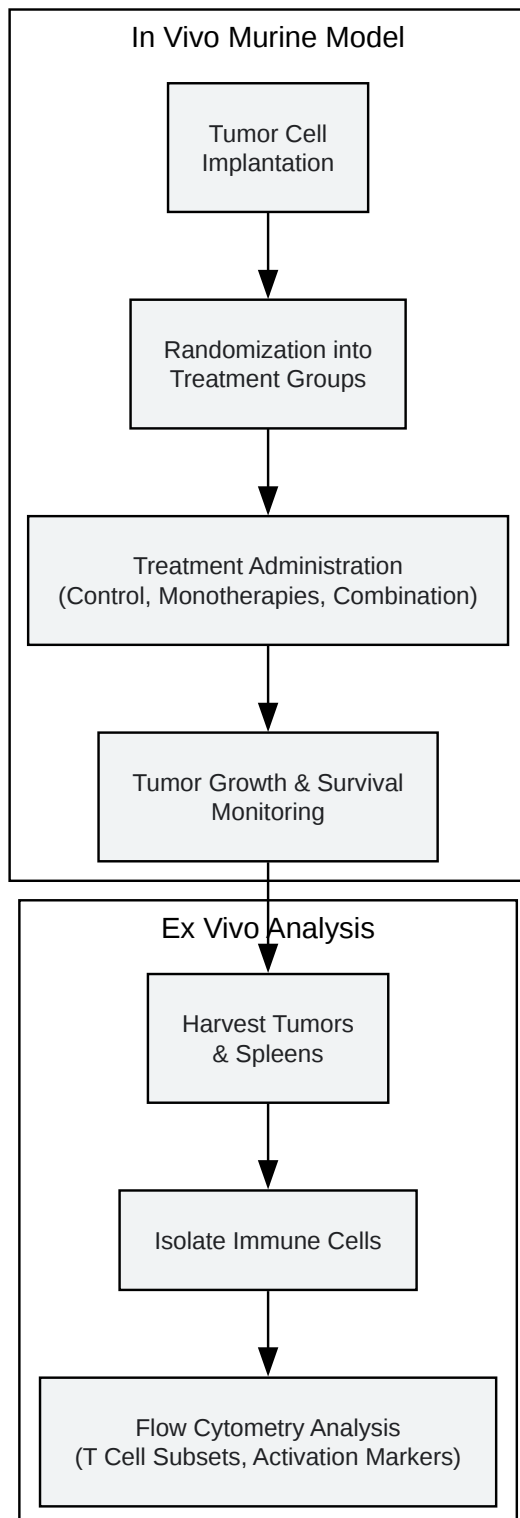 In Vivo Murine Model
Tumor Cell
Implantation
Randomization into
Treatment Groups
Treatment Administration
(Control, Monotherapies, Combination)
Tumor Growth & Survival
Monitoring
Ex Vivo Analysis
Harvest Tumors
& Spleens
Isolate Immune Cells
Flow Cytometry Analysis
(T Cell Subsets, Activation Markers)